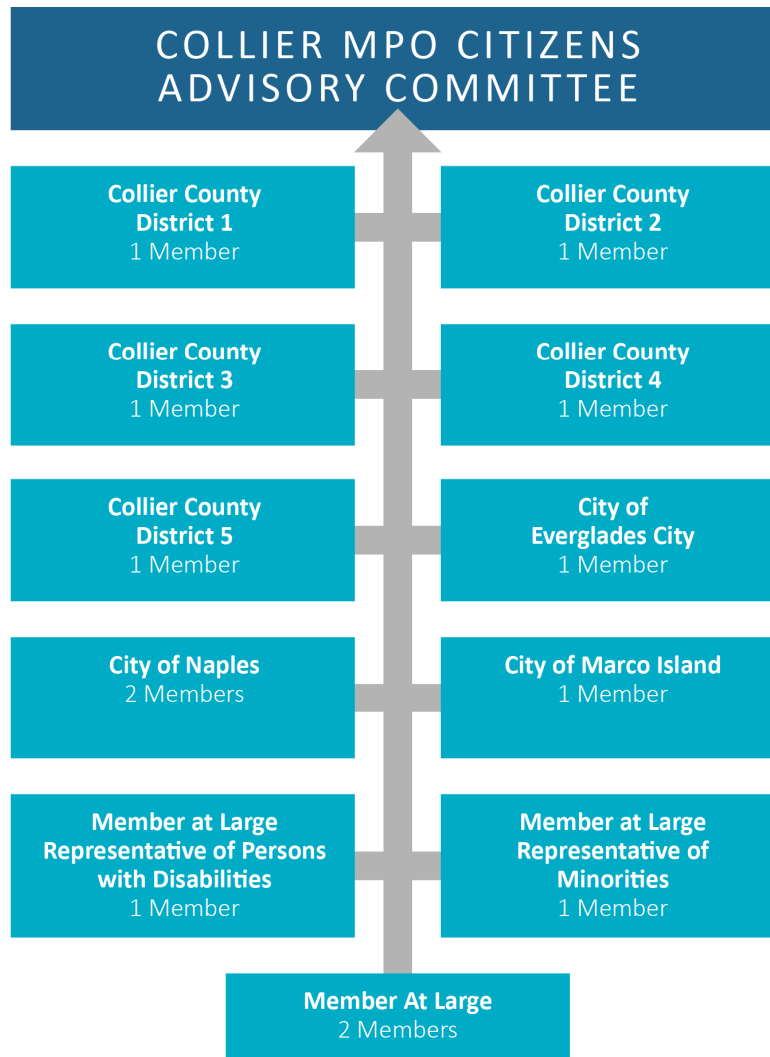 COLLIER MPO CITIZENS
ADVISORY COMMITTEE
Collier County
District 1
1 Member
Collier County
District 2
1 Member
Collier County
District 3
1 Member
Collier County
District 4
1 Member
Collier County
District 5
1 Member
City of
Everglades City
1 Member
City of Naples
2 Members
City of Marco Island
1 Member
Member at Large
Representative of Persons
with Disabilities
1 Member
Member at Large
Representative of
Minorities
1 Member
Member At Large
2 Members